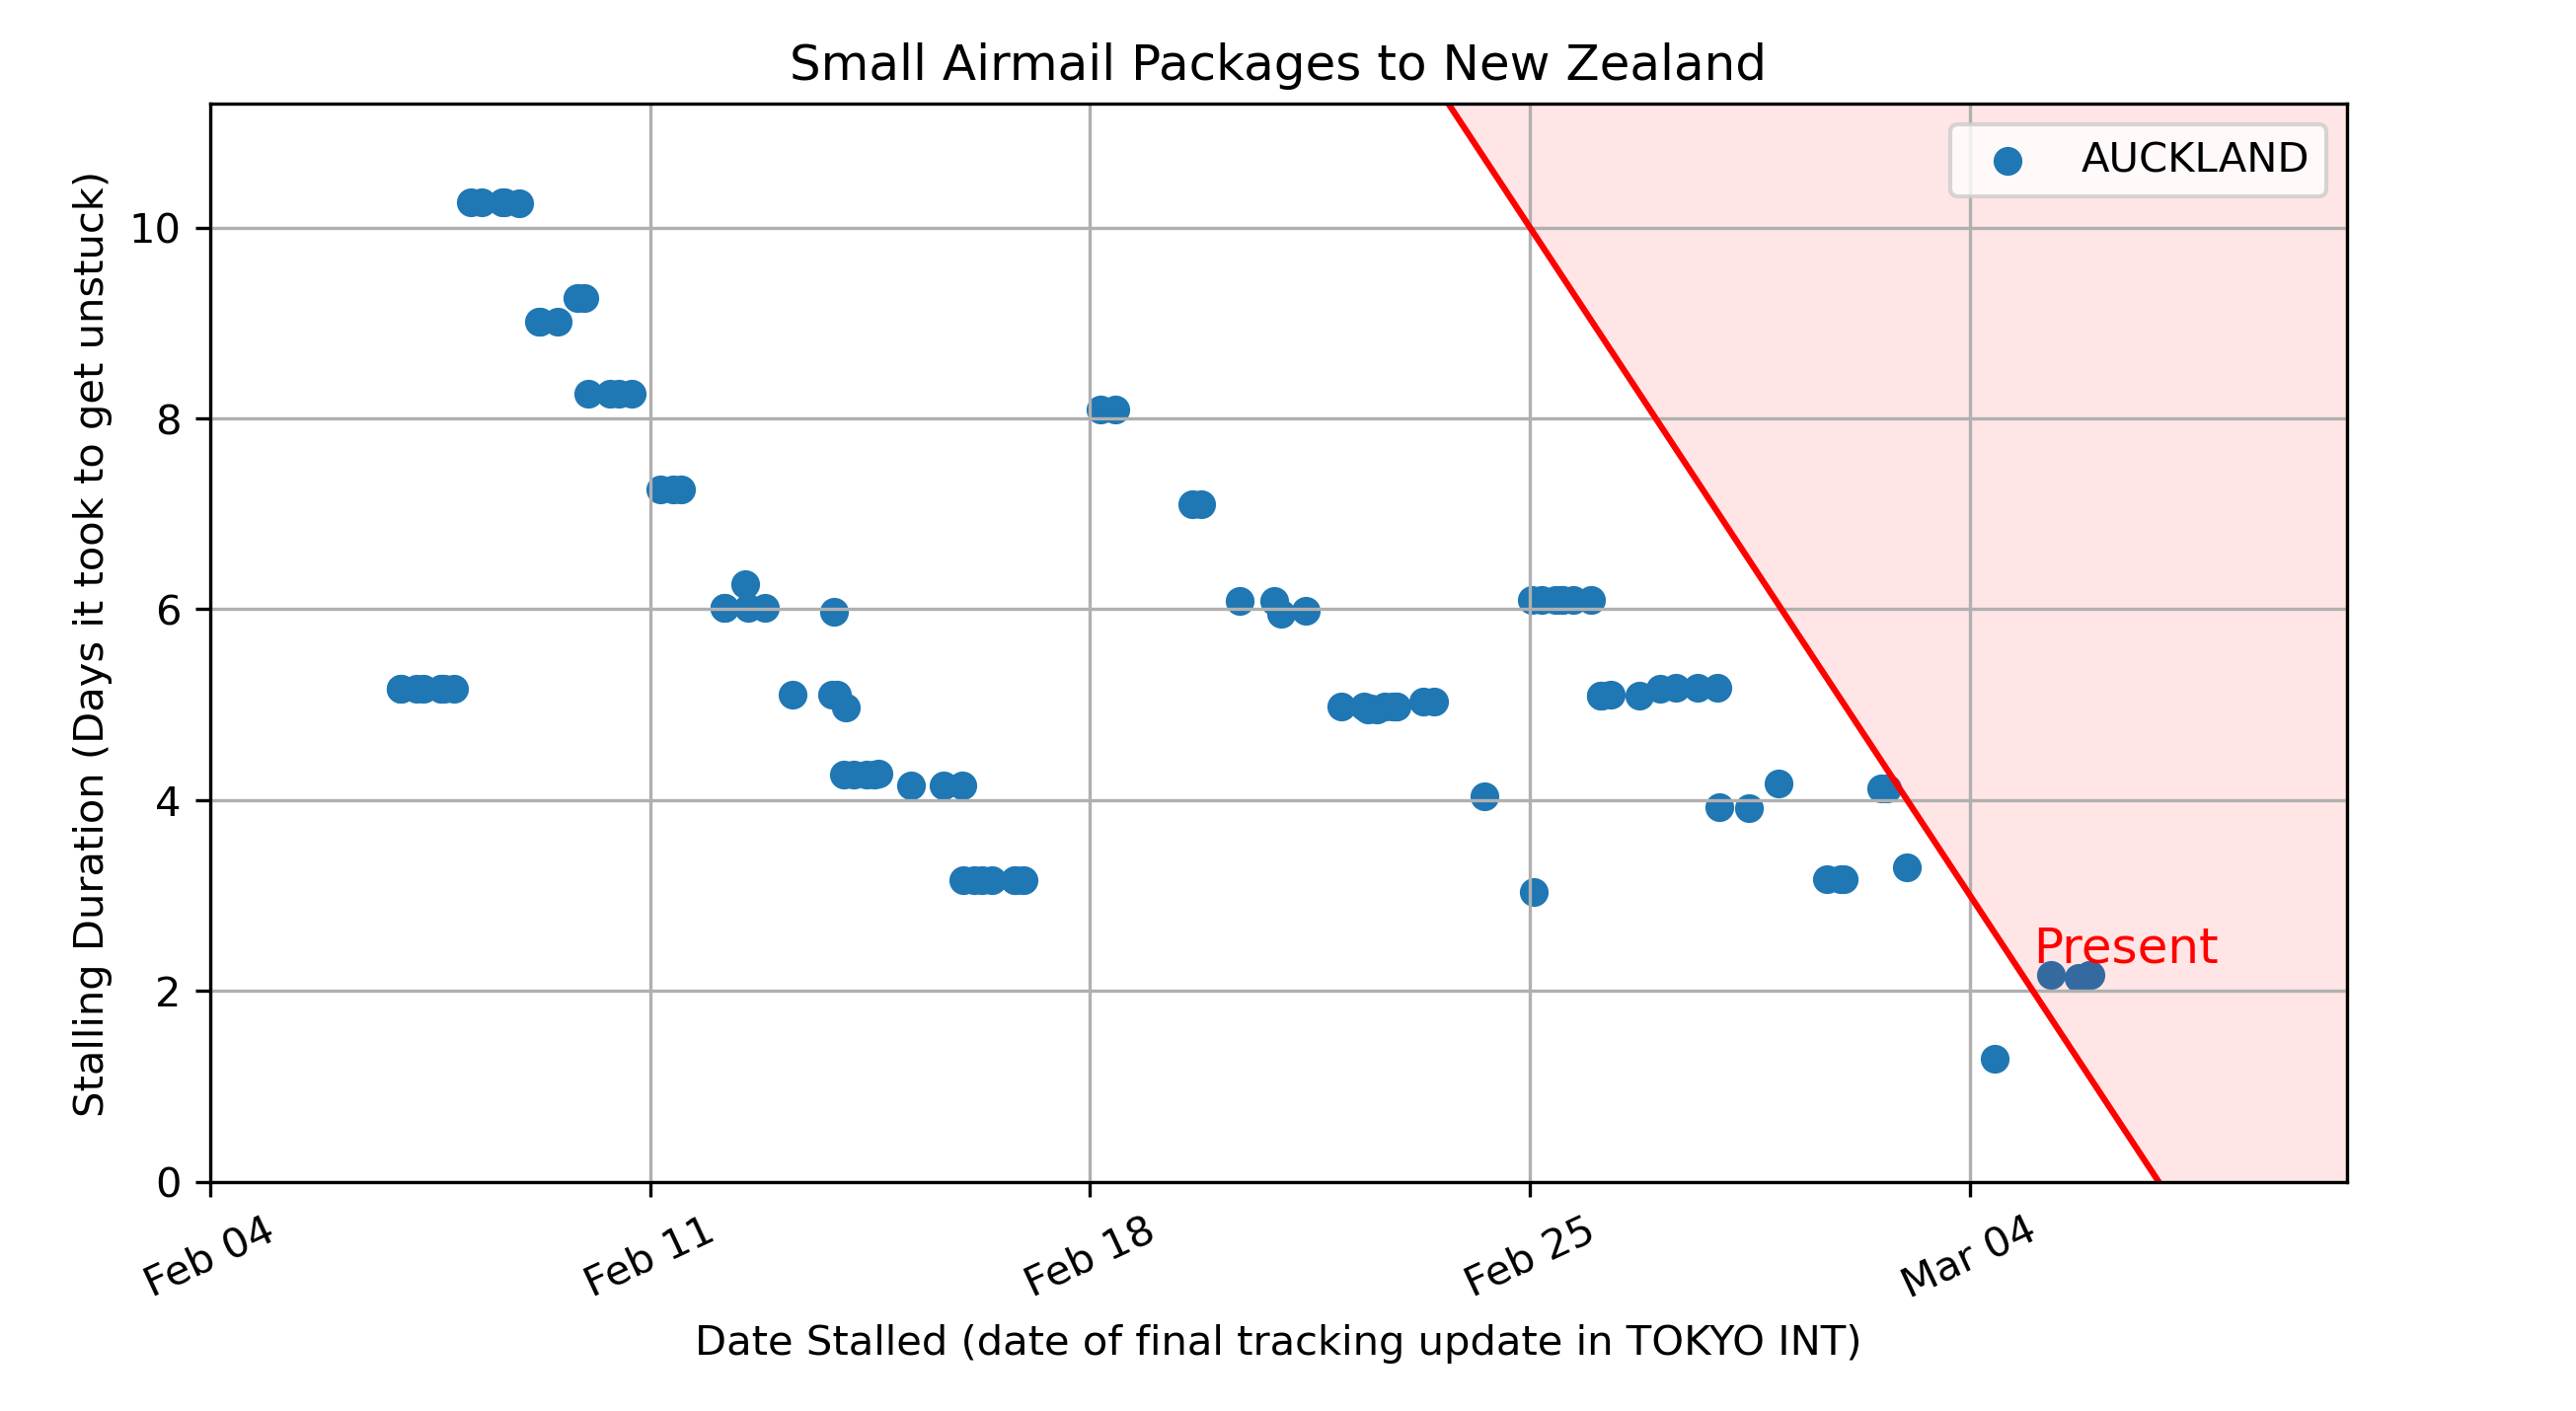 Small Airmail Packages to New Zealand
AUCKLAND
Stalling Duration (Days it took to get unstuck)
10
8
6
4
2
0
Present
Feb 04
Feb 11
Feb 18
Feb 25
Mar 04
Date Stalled (date of final tracking update in TOKYO INT)